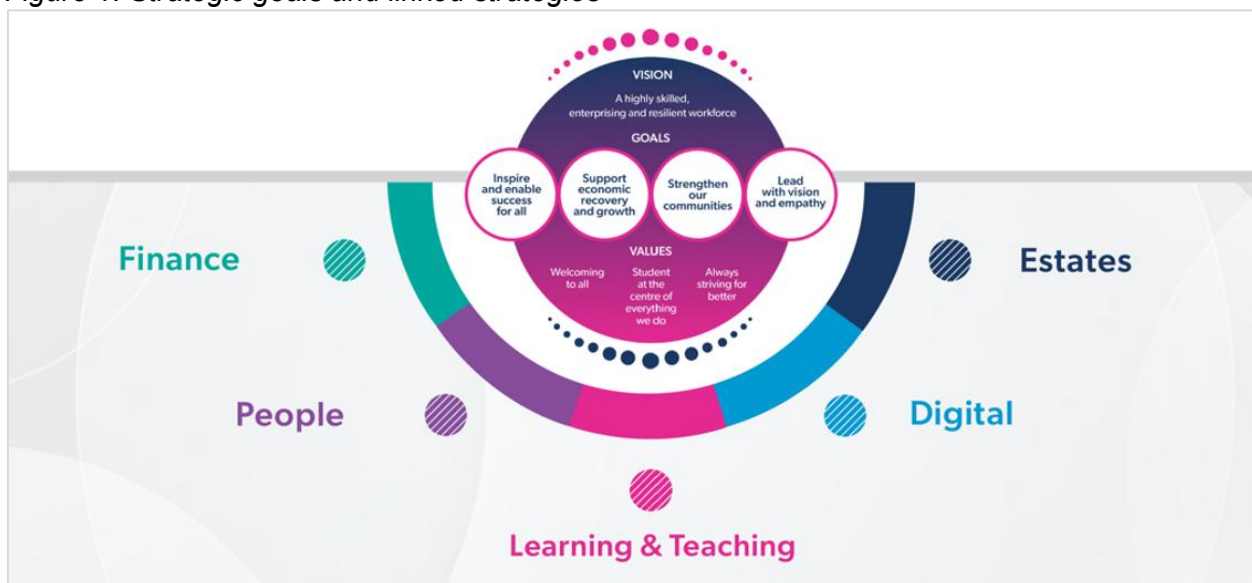 Figure Strategic goals and linked strategies
VISION
A highly skilled,
enterprising and resilient workforce
GOALS
Inspire
and enable
success
for all
Support
economic
recovery
and growth
Strengthen
our
communities
Lead
with vision
and empathy
VALUES
Welcoming
to all
Student
at the
centre of
everything
we do
Always
striving for
better
Finance
People
Learning & Teaching
Digital
Estates